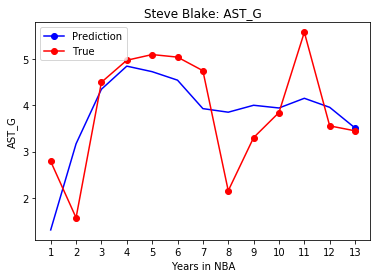 Steve Blake: AST_G
Prediction
True
AST_G
5
4
3
2
1 2 3 4 5 6 7 8 9 10 11 12 13
Years in NBA